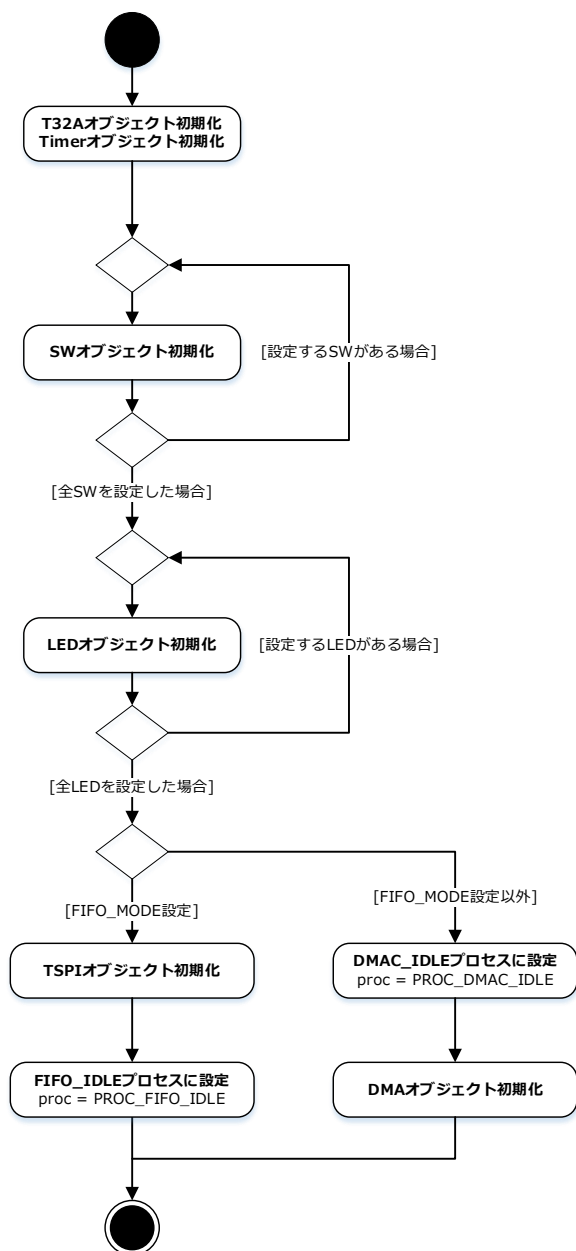 T32Aオブジェクト初期化
Timerオブジェクト初期化
SWオブジェクト初期化
[設定するSWがある場合]
[全SWを設定した場合]
LEDオブジェクト初期化
[設定するLEDがある場合]
[全LEDを設定した場合]
[FIFO_MODE設定]
[FIFO_MODE設定以外]
TSPIオブジェクト初期化
DMAC_IDLEプロセスに設定
proc = PROC_DMAC_IDLE
FIFO_IDLEプロセスに設定
proc = PROC_FIFO_IDLE
DMAオブジェクト初期化